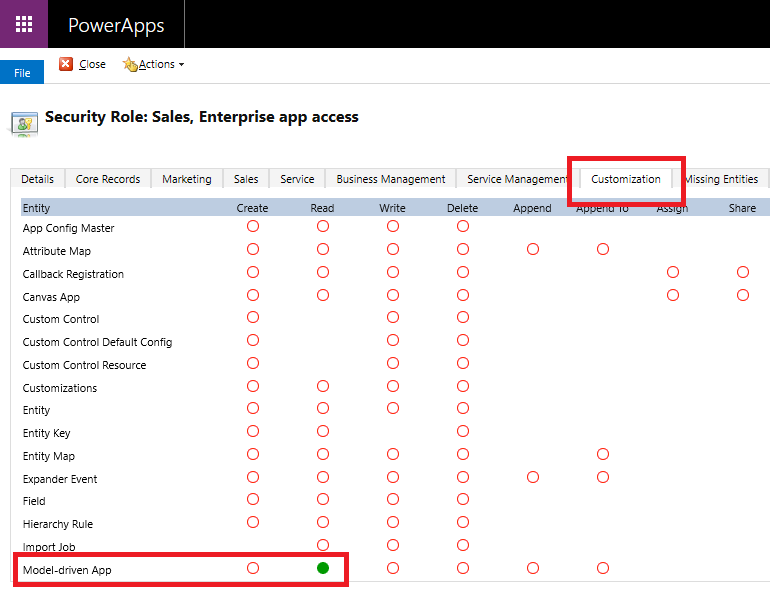 PowerApps
File Close Actions
Security Role: Sales, Enterprise app access
Details Core Records Marketing Sales Service Business Management Service Management Customization Missing Entities
Entity Create Read Write Delete Append Append To Assign Share
App Config Master
Attribute Map
Callback Registration
Canvas App
Custom Control
Custom Control Default Config
Custom Control Resource
Customizations
Entity
Entity Key
Entity Map
Expander Event
Field
Hierarchy Rule
Import Job
Model-driven App